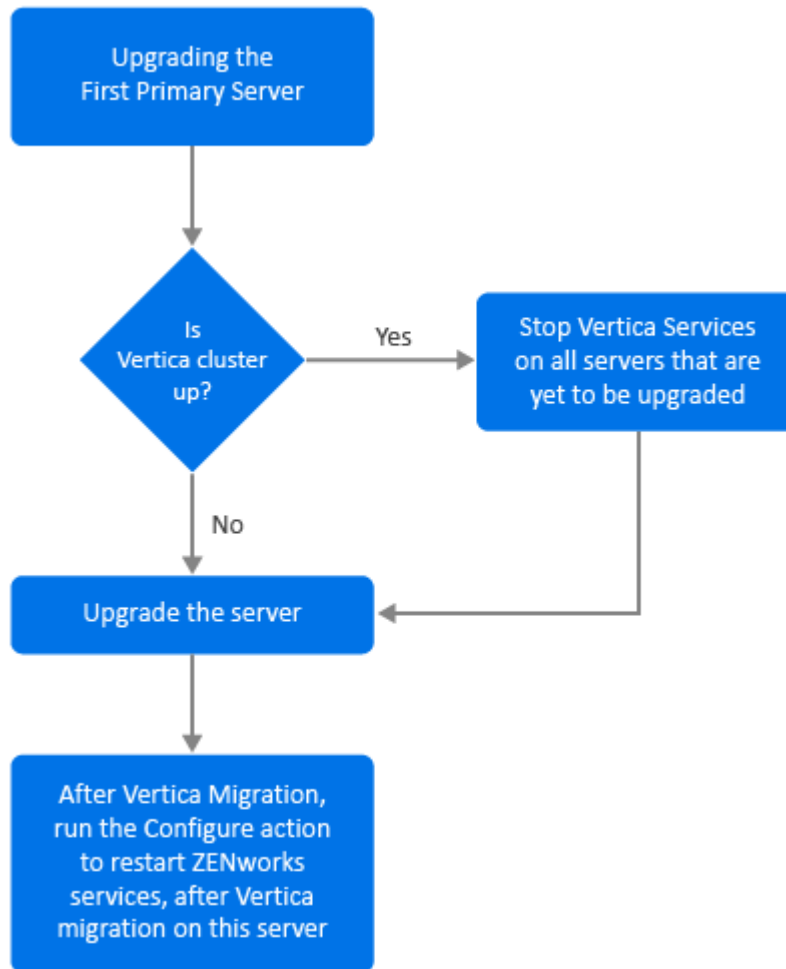 Upgrading the
First Primary Server
Is
Vertica cluster
up?
Yes
Stop Vertica Services
on all servers that are
yet to be upgraded
No
Upgrade the server
After Vertica Migration,
run the Configure action
to restart ZENworks
services, after Vertica
migration on this server